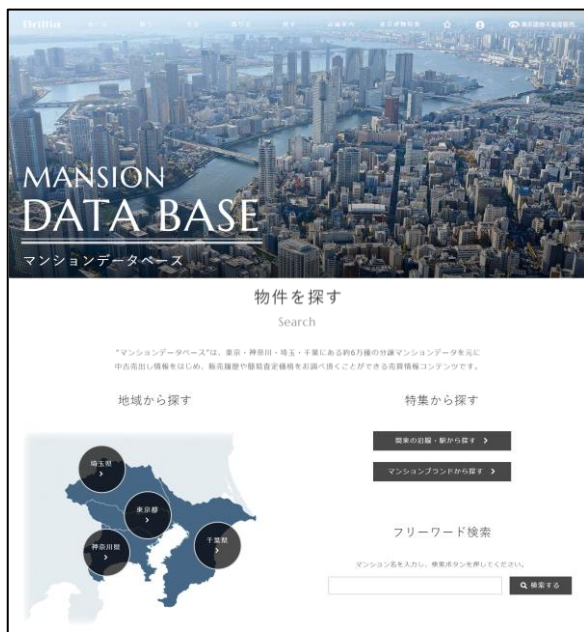 Brillia
MANSION
DATA BASE
マンションデータベース
物件を探す
Search
"マンションデータベース"は、東京・神奈川・埼玉・千葉にある約6万棟の分譲マンションデータを元に
中古売出し情報をはじめ、販売履歴や簡易査定価格をお調べ頂くことができる売買情報コンテンツです。
地域から探す
特集から探す
埼玉県
東京都
神奈川県
千葉県
関東の沿線・駅から探す
マンションブランドから探す
フリーワード検索
マンション名を入力し、検索ボタンを押してください。
検索する